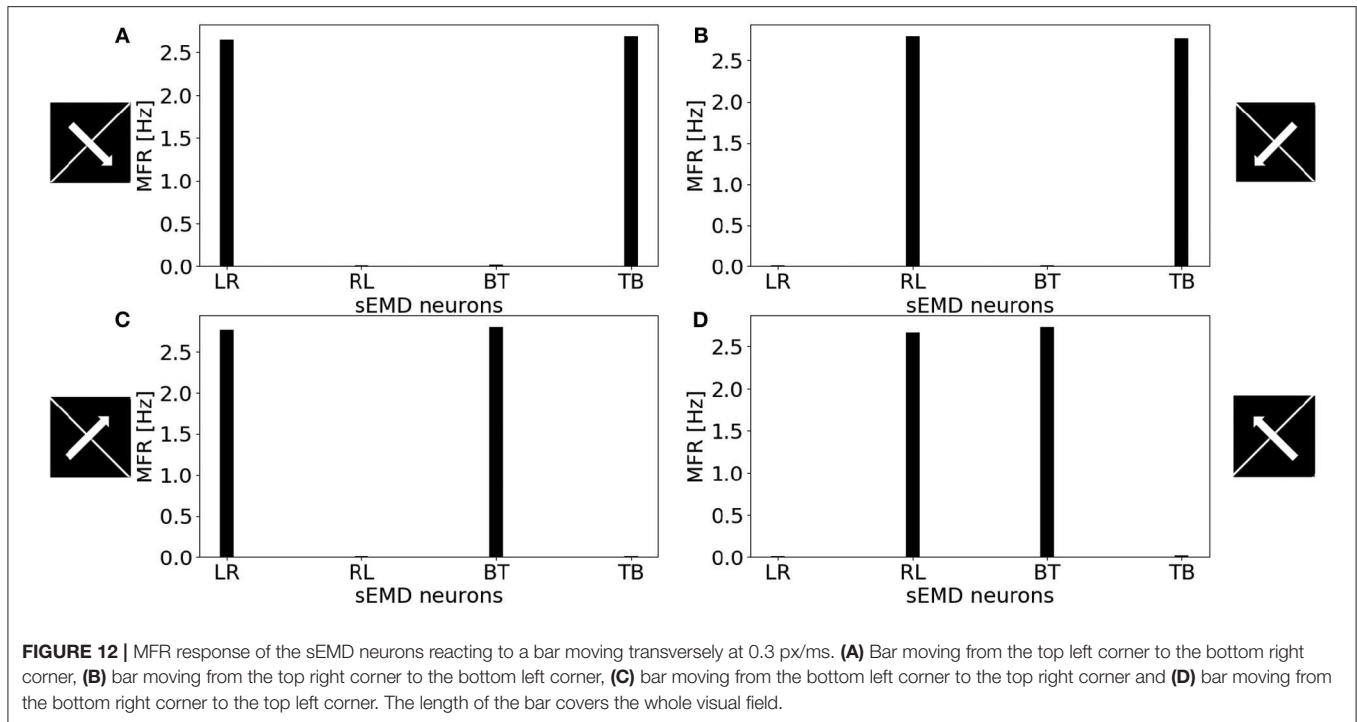 A
MFR [Hz]
2.5
2.0
1.5
1.0
0.5
0.0
LR RL BT TB
sEMD neurons
B
MFR [Hz]
2.5
2.0
1.5
1.0
0.5
0.0
LR RL BT TB
sEMD neurons
C
MFR [Hz]
2.5
2.0
1.5
1.0
0.5
0.0
LR RL BT TB
sEMD neurons
D
MFR [Hz]
2.5
2.0
1.5
1.0
0.5
0.0
LR RL BT TB
sEMD neurons
FIGURE 12 | MFR response of the sEMD neurons reacting to a bar moving transversely at 0.3 px/ms. (A) Bar moving from the top left corner to the bottom right
corner, (B) bar moving from the top right corner to the bottom left corner, (C) bar moving from the bottom left corner to the top right corner and (D) bar moving from
the bottom right corner to the top left corner. The length of the bar covers the whole visual field.